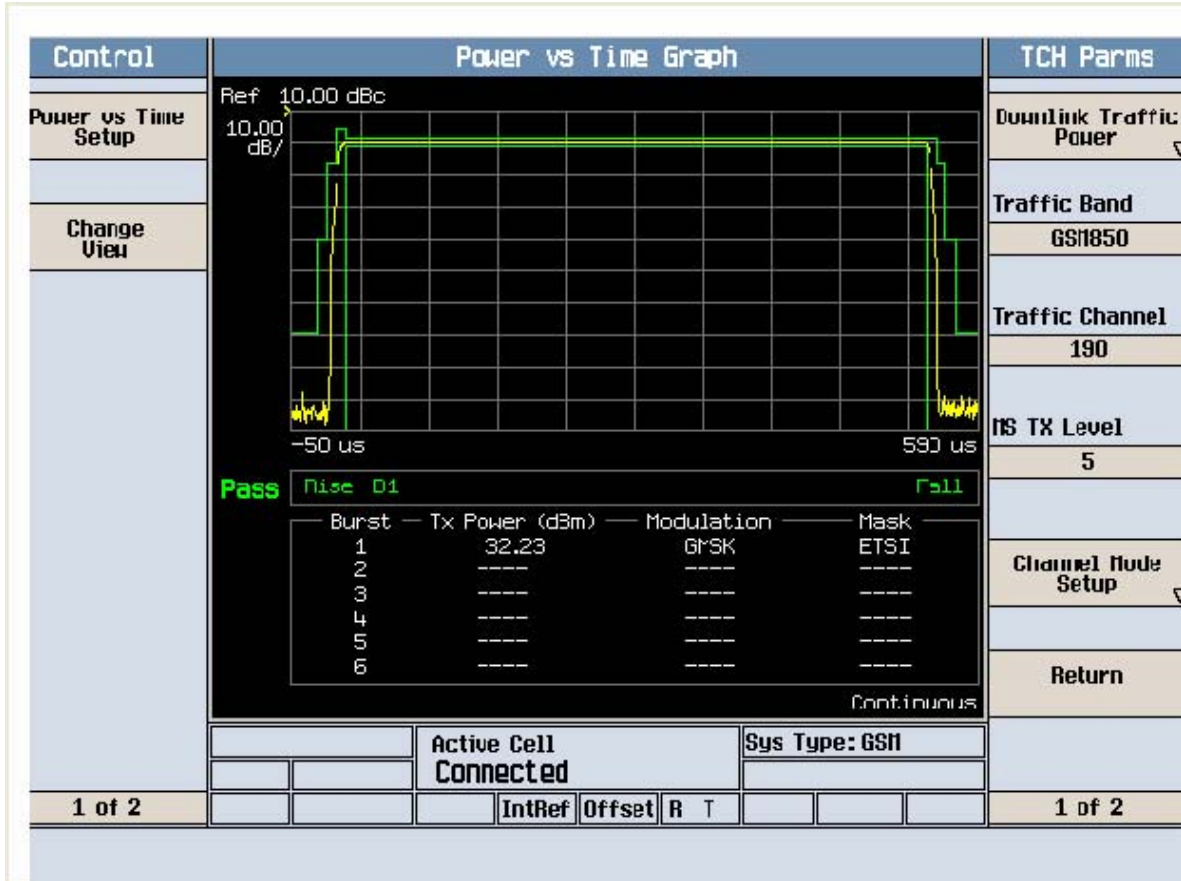 Control
Power vs Time Graph
TCH Parms
Power vs Time
Setup
Change
View
1 of 2
Ref 10.00 dBc
10.00
dB/
-50 us
590 us
Pass
Rise 01
Fall
Burst Tx Power (dBm) Modulation Mask
1 32.23 GMSK ETSI
2 ---- ---- ----
3 ---- ---- ----
4 ---- ---- ----
5 ---- ---- ----
6 ---- ---- ----
Continuous
Active Cell
Connected
Sys Type: GSM
IntRef Offset R T
Downlink Traffic
Power
Traffic Band
GSM850
Traffic Channel
190
MS TX Level
5
Channel Mode
Setup
Return
1 of 2